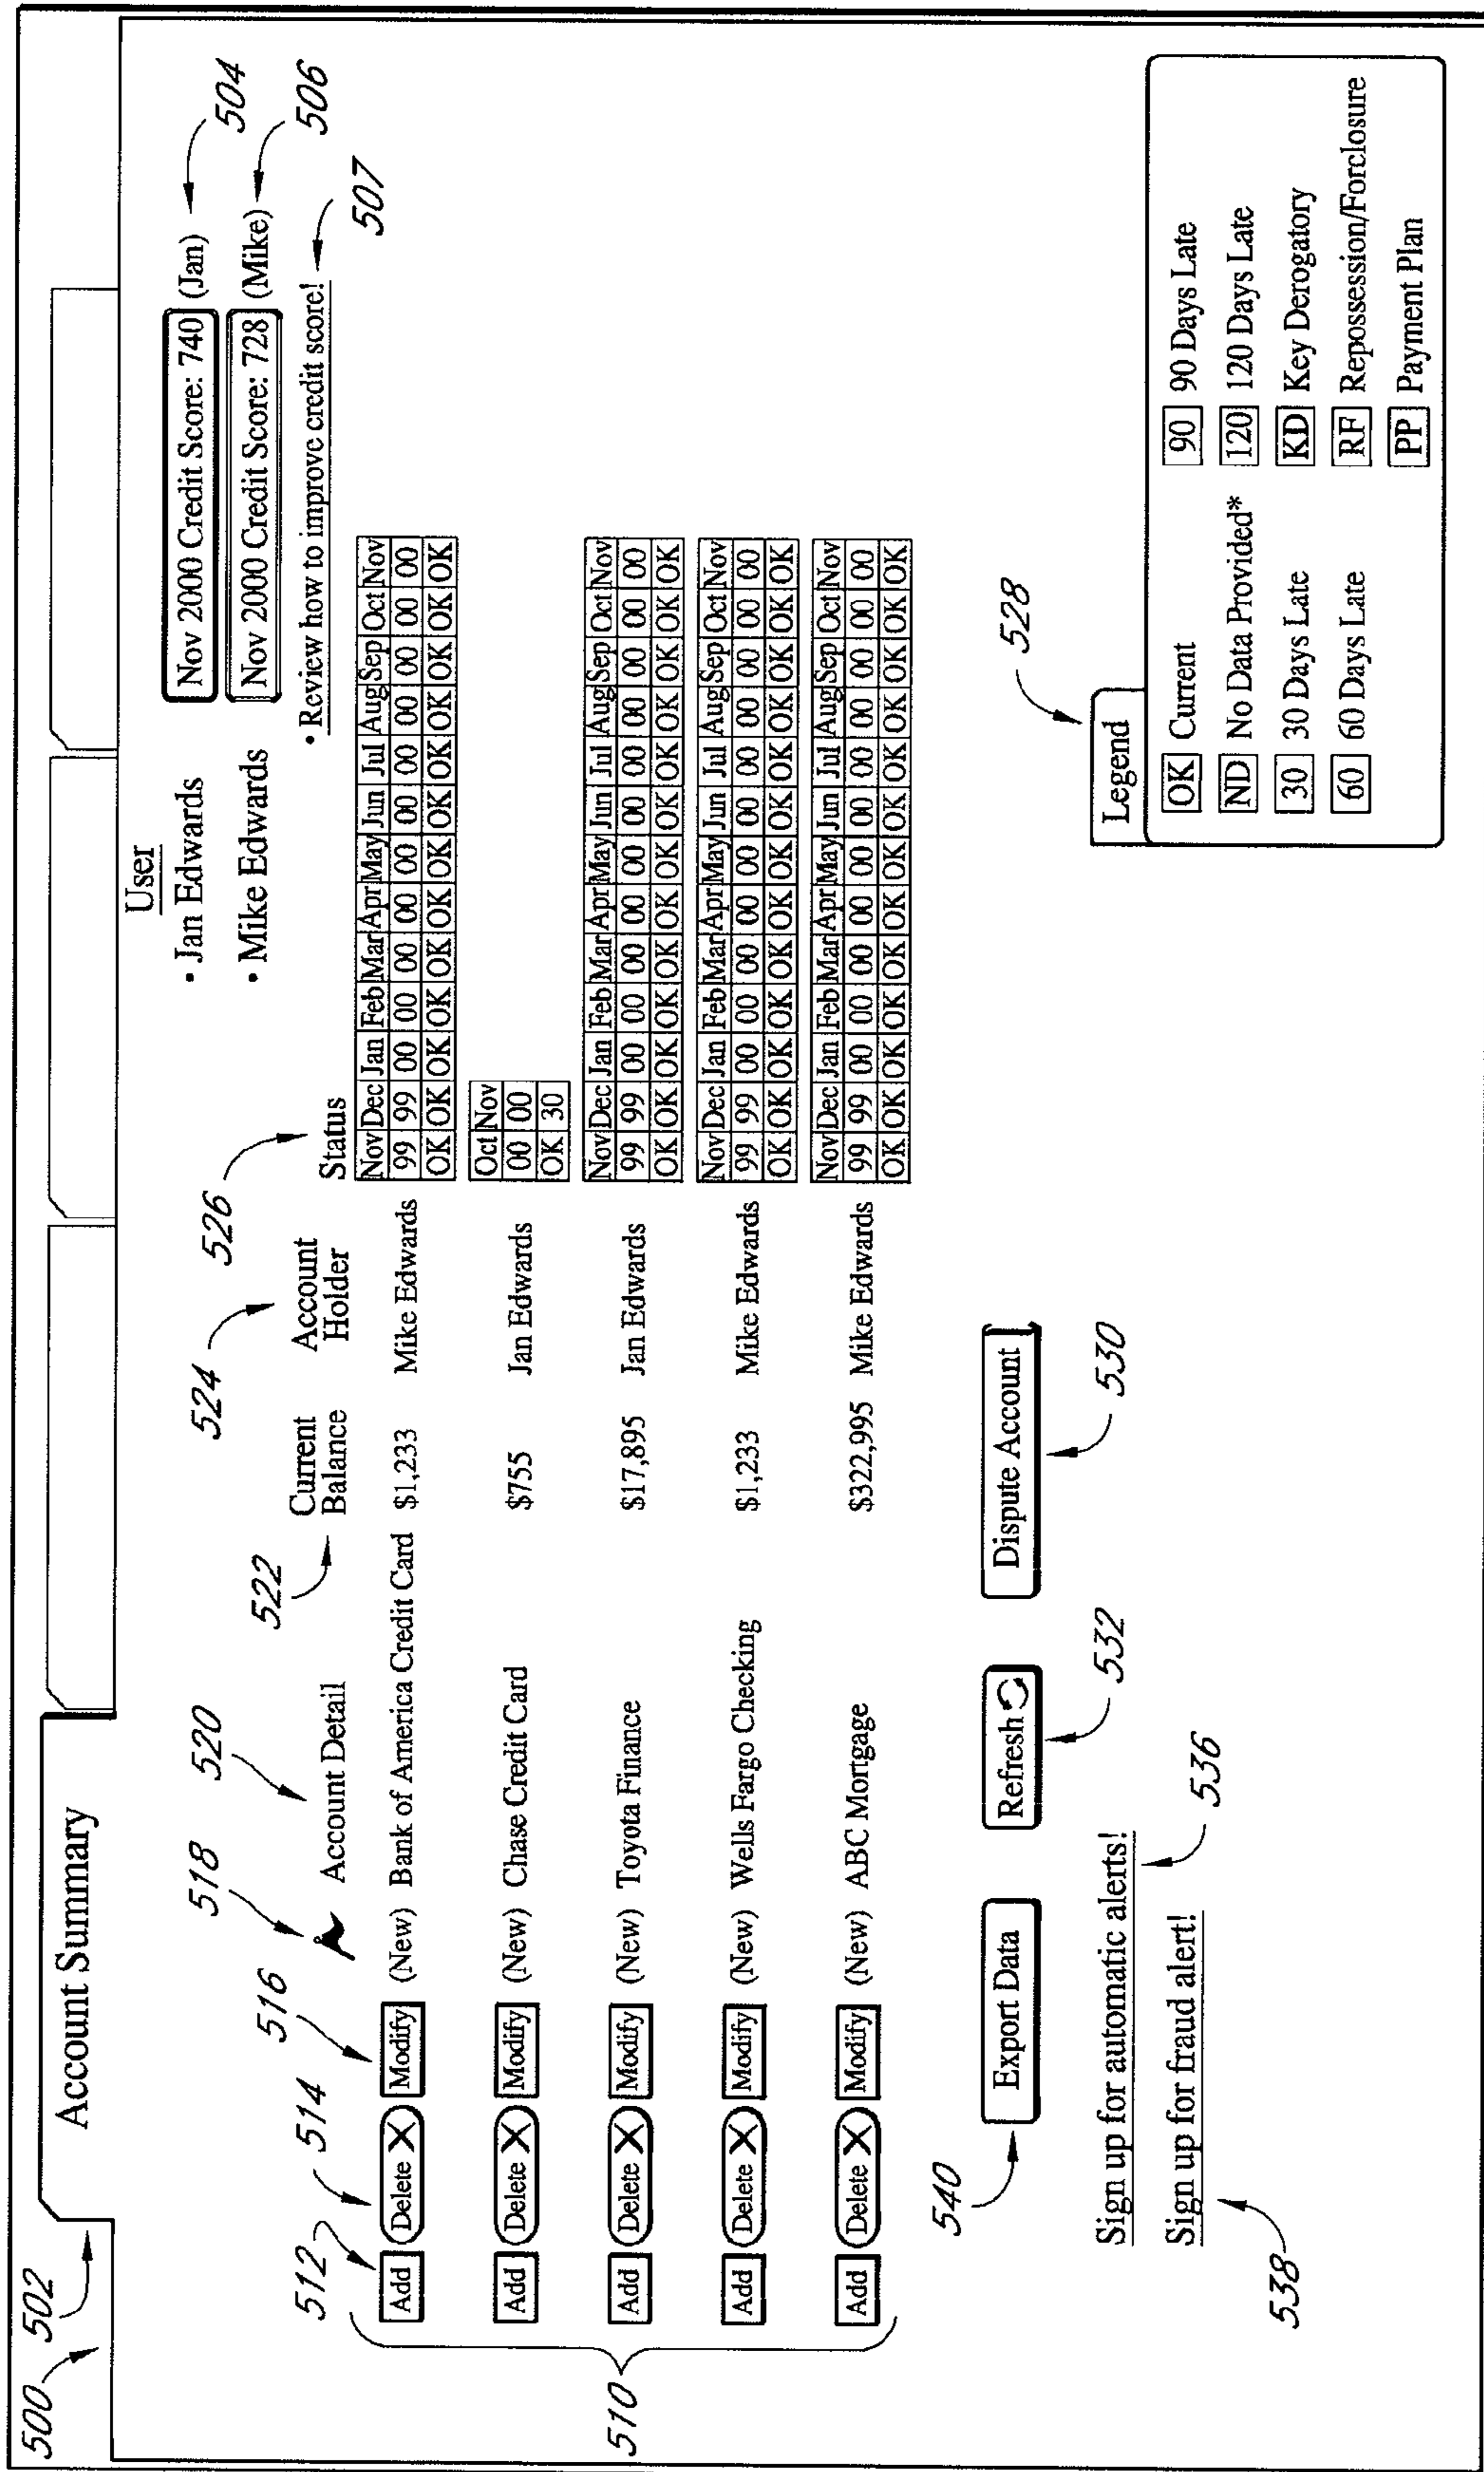 500
502
Account Summary
User
• Jan Edwards
Nov 2000 Credit Score: 740 (Jan)
504
• Mike Edwards
Nov 2000 Credit Score: 728 (Mike)
506
• Review how to improve credit score!
507
512
514
516
518
520
522
524
526
Account Detail
Current Balance
Account Holder
Status
510
Add Delete X Modify (New) Bank of America Credit Card $1,233 Mike Edwards
Nov Dec Jan Feb Mar Apr May Jun Jul Aug Sep Oct Nov
99 99 00 00 00 00 00 00 00 00 00 00 00
OK OK OK OK OK OK OK OK OK OK OK OK OK
Add Delete X Modify (New) Chase Credit Card $755 Jan Edwards
Oct Nov
00 00
OK 30
Add Delete X Modify (New) Toyota Finance $17,895 Jan Edwards
Nov Dec Jan Feb Mar Apr May Jun Jul Aug Sep Oct Nov
99 99 00 00 00 00 00 00 00 00 00 00 00
OK OK OK OK OK OK OK OK OK OK OK OK OK
Add Delete X Modify (New) Wells Fargo Checking $1,233 Mike Edwards
Nov Dec Jan Feb Mar Apr May Jun Jul Aug Sep Oct Nov
99 99 00 00 00 00 00 00 00 00 00 00 00
OK OK OK OK OK OK OK OK OK OK OK OK OK
Add Delete X Modify (New) ABC Mortgage $322,995 Mike Edwards
Nov Dec Jan Feb Mar Apr May Jun Jul Aug Sep Oct Nov
99 99 00 00 00 00 00 00 00 00 00 00 00
OK OK OK OK OK OK OK OK OK OK OK OK OK
540
Export Data
Refresh
532
Dispute Account
530
Sign up for automatic alerts!
536
Sign up for fraud alert!
538
528
Legend
OK Current
90 90 Days Late
ND No Data Provided*
120 120 Days Late
30 30 Days Late
KD Key Derogatory
60 60 Days Late
RF Repossession/Forclosure
PP Payment Plan